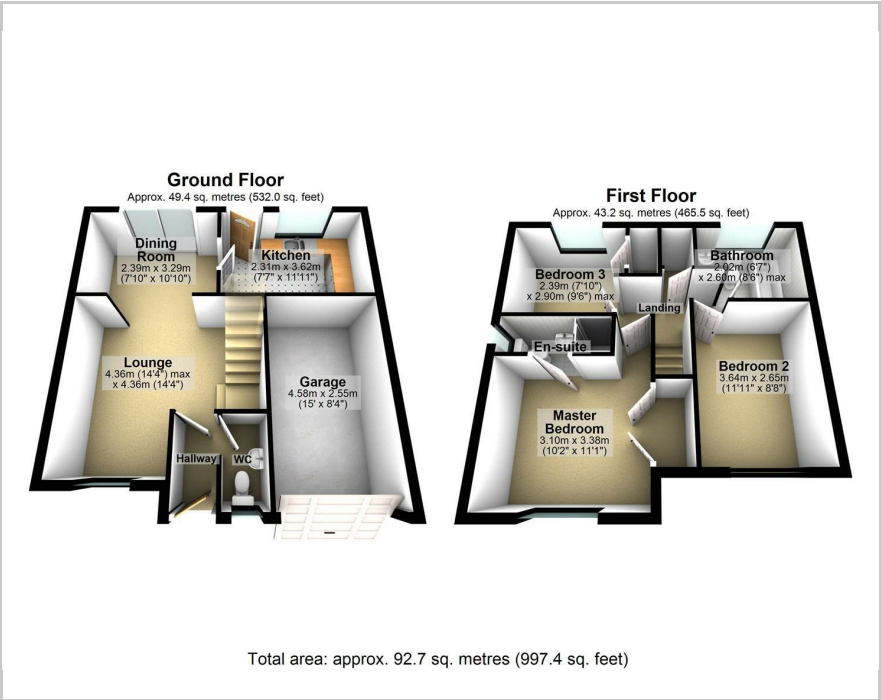 Ground Floor
Approx. 49.4 sq. metres (532.0 sq. feet)
Dining
Room
2.39m x 3.29m
(7'10" x 10'10")
Kitchen
2.31m x 3.62m
(7'7" x 11'11")
Lounge
4.36m (14'4") max
x 4.36m (14'4")
Garage
4.58m x 2.55m
(15' x 8'4")
Hallway
WC
First Floor
Approx. 43.2 sq. metres (465.5 sq. feet)
Bedroom 3
2.39m (7'10")
x 2.90m (9'6") max
Bathroom
2.02m (6'7")
x 2.60m (8'6") max
Landing
En-suite
Bedroom 2
3.64m x 2.65m
(11'11" x 8'8")
Master
Bedroom
3.10m x 3.38m
(10'2" x 11'1")
Total area: approx. 92.7 sq. metres (997.4 sq. feet)